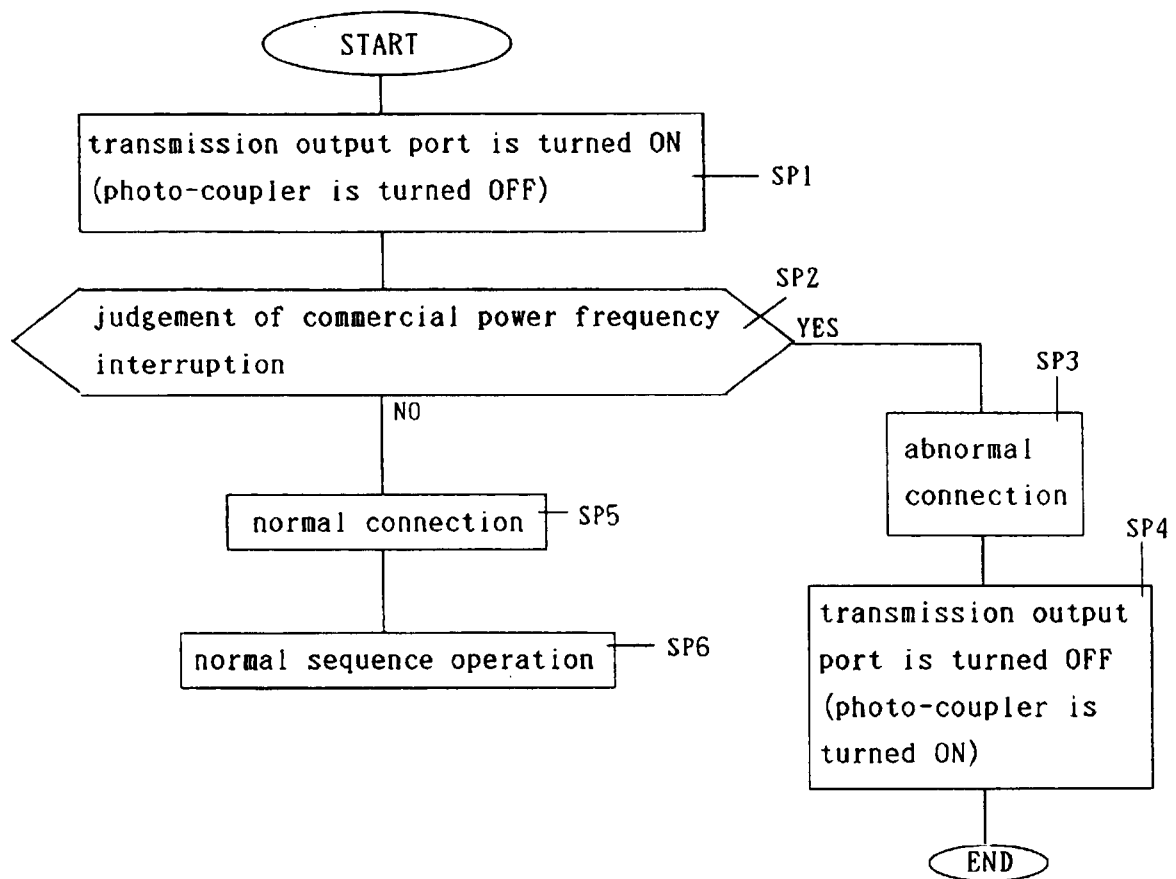 START
transmission output port is turned ON
(photo-coupler is turned OFF)
SP1
SP2
judgement of commercial power frequency
interruption
YES
NO
SP3
abnormal
connection
normal connection
SP5
SP4
transmission output
port is turned OFF
(photo-coupler is
turned ON)
normal sequence operation
SP6
END